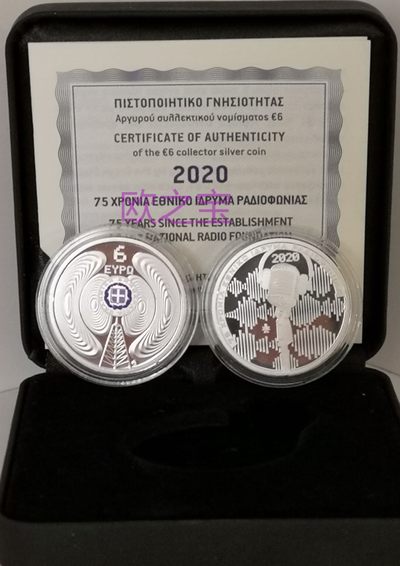 ΠΙΣΤΟΠΟΙΗΤΙΚΟ ΓΝΗΣΙΟΤΗΤΑΣ
Αργυρού συλλεκτικού νομίσματος €6
CERTIFICATE OF AUTHENTICITY
of the €6 collector silver coin
2020
75 ΧΡΟΝΙΑ ΕΘΝΙΚΟ ΙΔΡΥΜΑ ΡΑΔΙΟΦΩΝΙΑΣ
欧之宝
75 YEARS SINCE THE ESTABLISHMENT
NATIONAL RADIO FOUNDATION
6
ΕΥΡΩ
2020